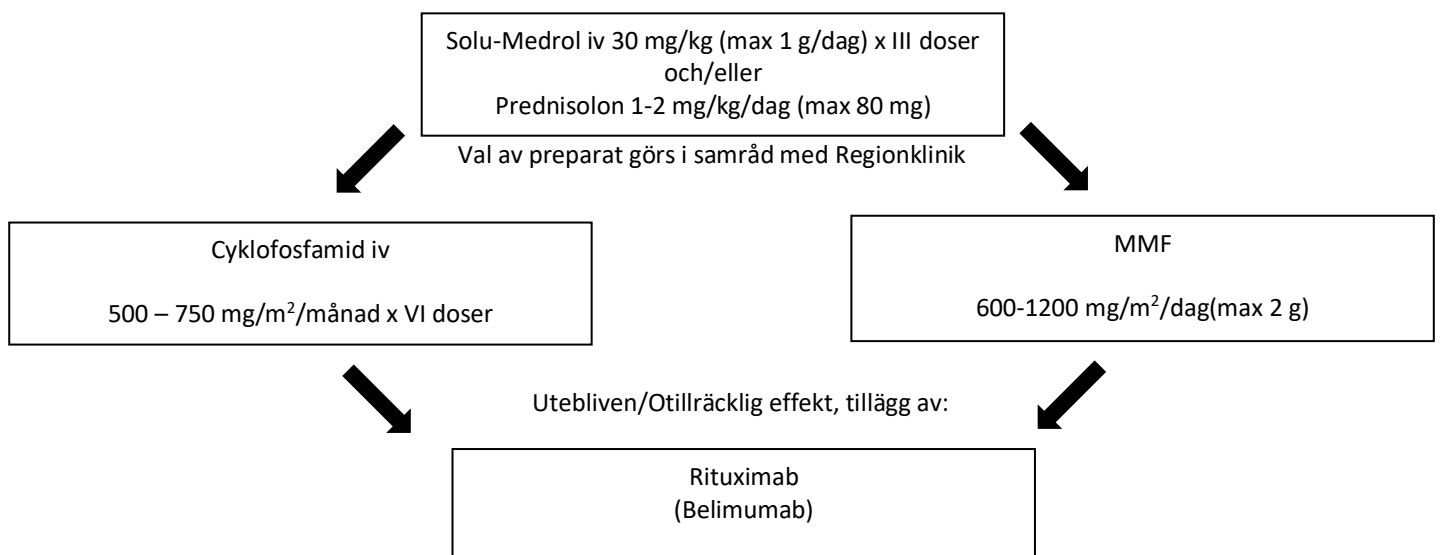 Solu-Medrol iv 30 mg/kg (max 1 g/dag) x III doser
och/eller
Prednisolon 1-2 mg/kg/dag (max 80 mg)
Val av preparat görs i samråd med Regionklinik
Cyklofosfamid iv
500 – 750 mg/m²/månad x VI doser
MMF
600-1200 mg/m²/dag(max 2 g)
Utebliven/Otillräcklig effekt, tillägg av:
Rituximab
(Belimumab)